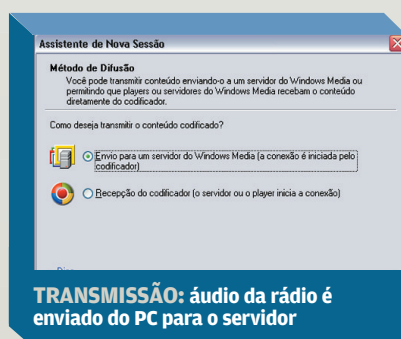 Assistente de Nova Sessão
Método de Difusão
Você pode transmitir conteúdo enviando-o a um servidor do Windows Media ou
permitindo que players ou servidores do Windows Media recebam o conteúdo
diretamente do codificador.
Como deseja transmitir o conteúdo codificado?
Envio para um servidor do Windows Media (a conexão é iniciada pelo
codificador)
Recepção do codificador (o servidor ou o player inicia a conexão)
TRANSMISSÃO: áudio da rádio é
enviado do PC para o servidor